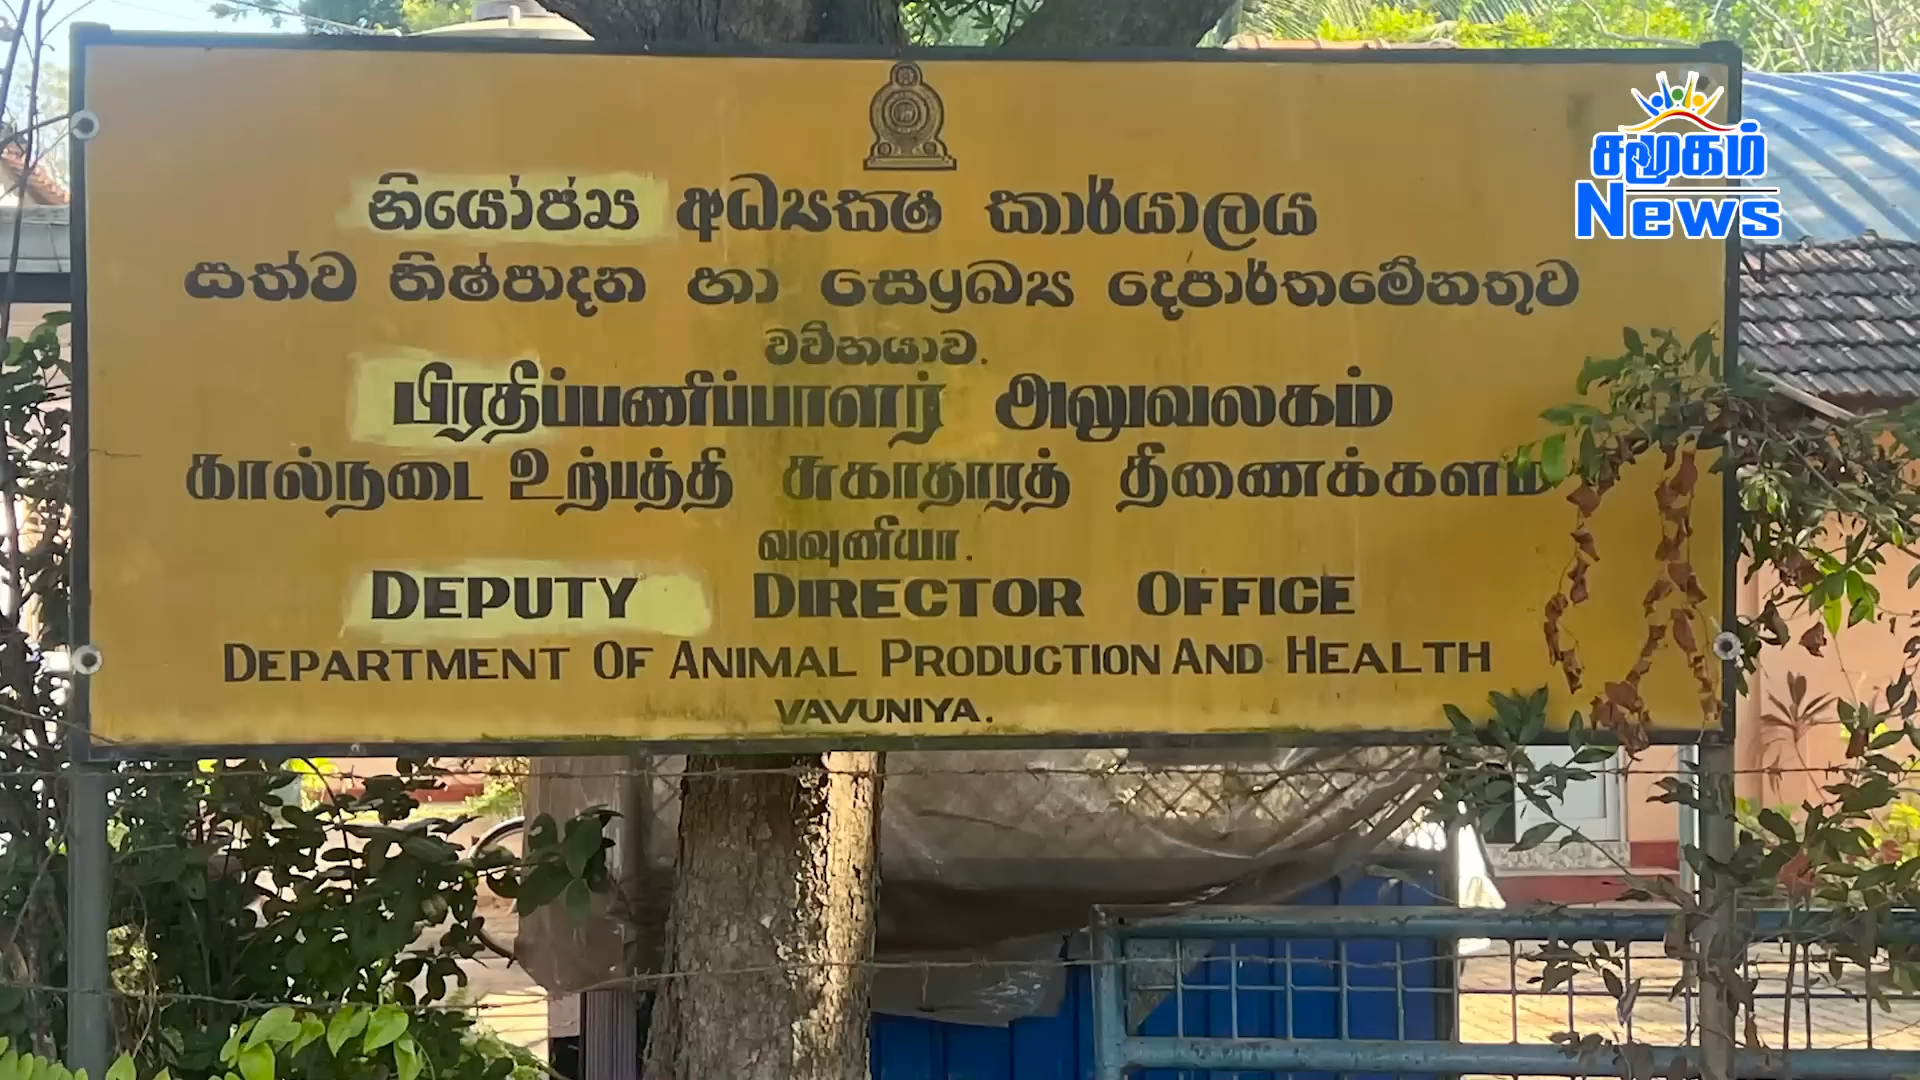 නියෝජ්‍ය අධ්‍යක්ෂ කාර්යාලය
සත්ව නිෂ්පාදන හා සෞඛ්‍ය දෙපාර්තමේනතුව
වව්නියාව.
பிரதிப்பணிப்பாளர் அலுவலகம்
கால்நடை உற்பத்தி சுகாதாரத் திணைக்களம்
வவுனியா.
DEPUTY DIRECTOR OFFICE
DEPARTMENT OF ANIMAL PRODUCTION AND HEALTH
VAVUNIYA.
சமூகம்
News